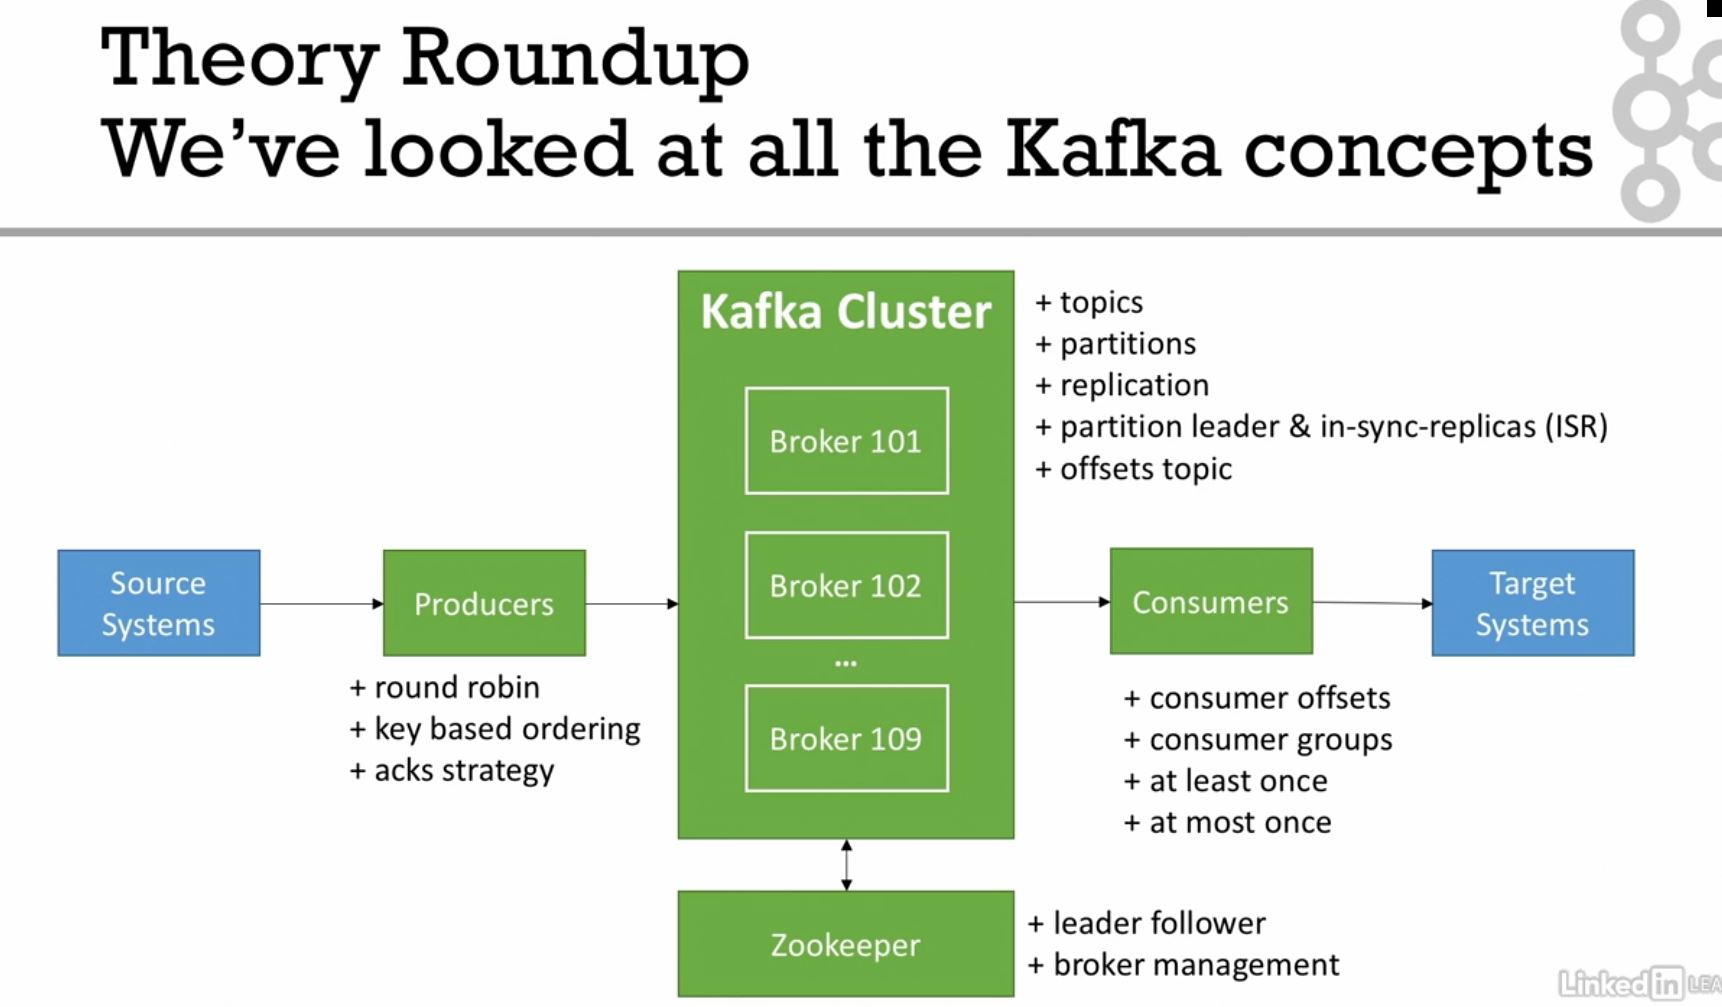 Theory Roundup
We've looked at all the Kafka concepts
Kafka Cluster
Broker 101
Broker 102
...
Broker 109
+ topics
+ partitions
+ replication
+ partition leader & in-sync-replicas (ISR)
+ offsets topic
Source
Systems
Producers
+ round robin
+ key based ordering
+ acks strategy
Consumers
+ consumer offsets
+ consumer groups
+ at least once
+ at most once
Target
Systems
Zookeeper
+ leader follower
+ broker management
Linked in LEA